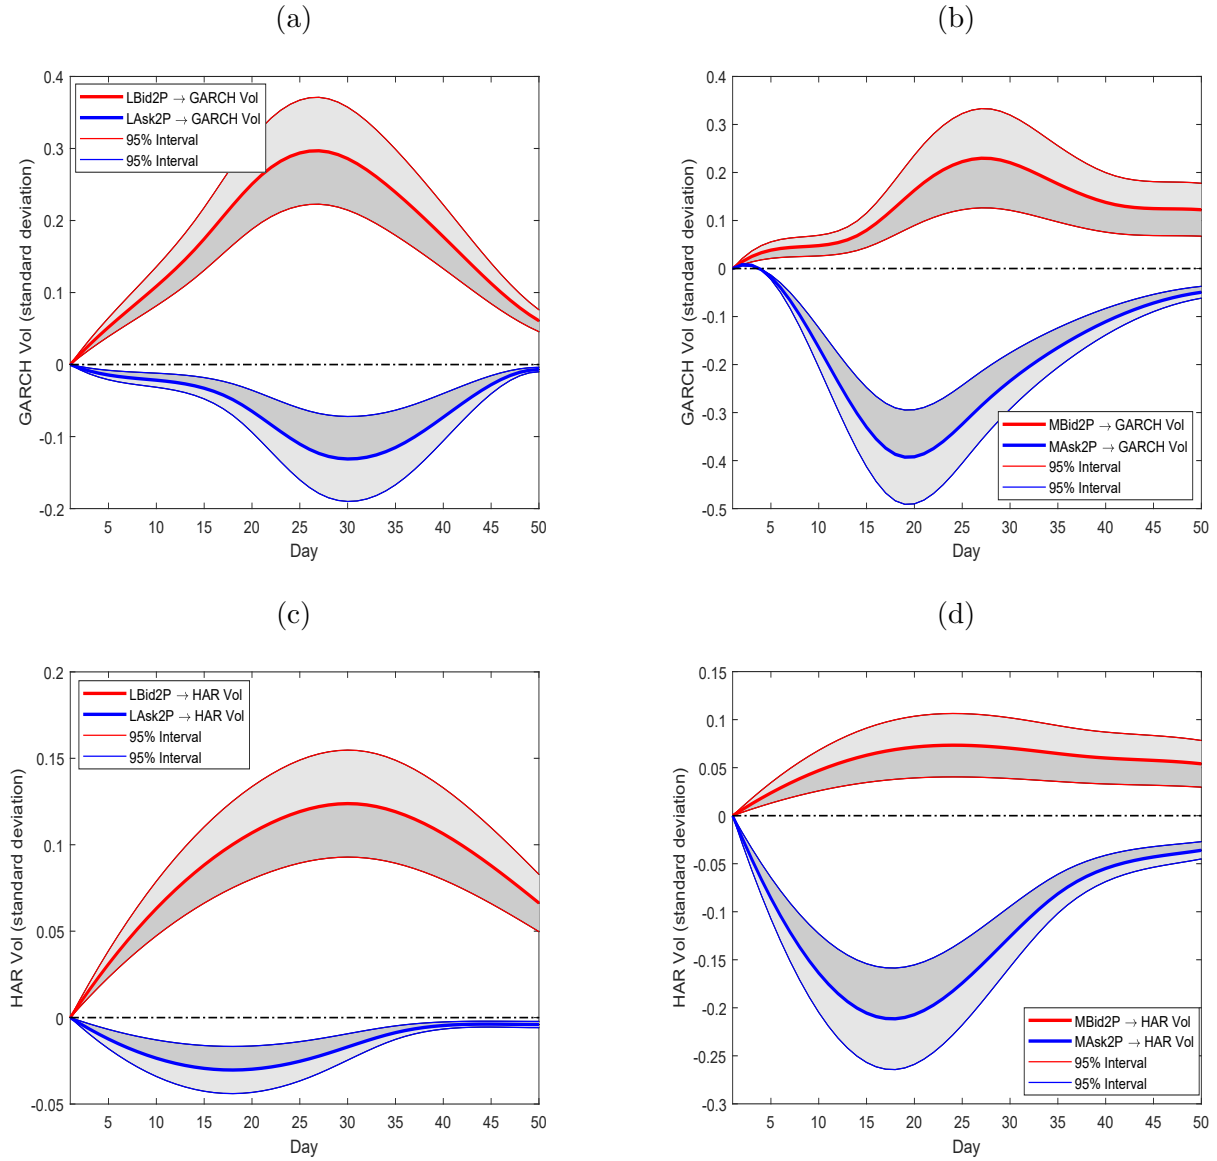 (a)
0.4
0.3
0.2
0.1
0
-0.1
-0.2
GARCH Vol (standard deviation)
LBid2P → GARCH Vol
LAsk2P → GARCH Vol
95% Interval
95% Interval
5 10 15 20 25 30 35 40 45 50
Day
(b)
0.4
0.3
0.2
0.1
0
-0.1
-0.2
-0.3
-0.4
-0.5
GARCH Vol (standard deviation)
MBid2P → GARCH Vol
MAsk2P → GARCH Vol
95% Interval
95% Interval
5 10 15 20 25 30 35 40 45 50
Day
(c)
0.2
0.15
0.1
0.05
0
-0.05
HAR Vol (standard deviation)
LBid2P → HAR Vol
LAsk2P → HAR Vol
95% Interval
95% Interval
5 10 15 20 25 30 35 40 45 50
Day
(d)
0.15
0.1
0.05
0
-0.05
-0.1
-0.15
-0.2
-0.25
-0.3
HAR Vol (standard deviation)
MBid2P → HAR Vol
MAsk2P → HAR Vol
95% Interval
95% Interval
5 10 15 20 25 30 35 40 45 50
Day